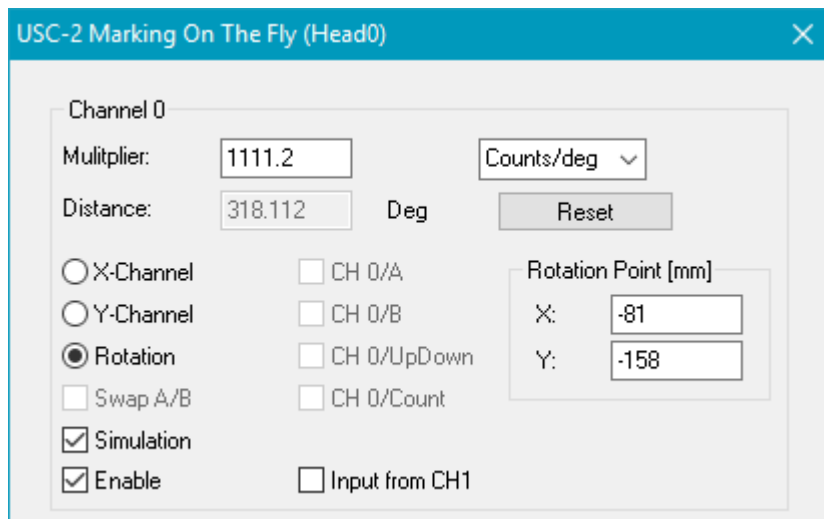 USC-2 Marking On The Fly (Head0)
Channel 0
Mulitplier: 1111.2 Counts/deg
Distance: 318.112 Deg Reset
X-Channel CH 0/A Rotation Point [mm]
Y-Channel CH 0/B X: -81
Rotation CH 0/UpDown Y: -158
Swap A/B CH 0/Count
Simulation
Enable Input from CH1